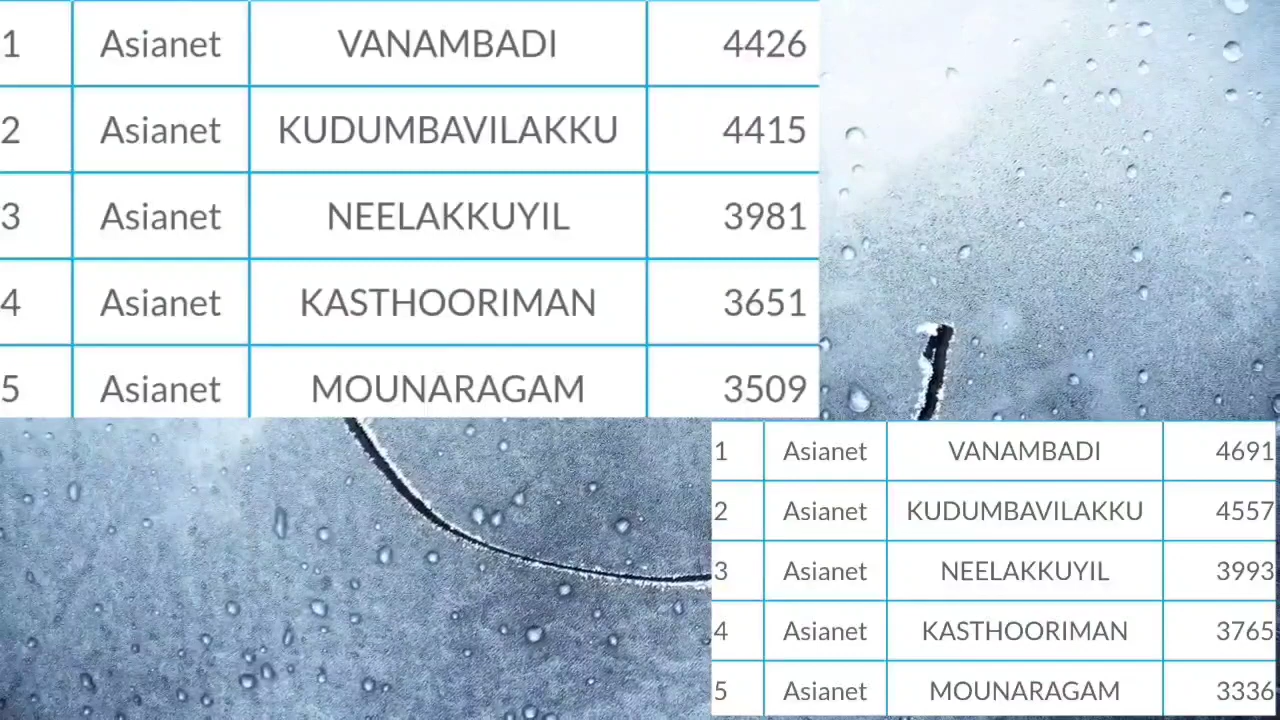 1 Asianet VANAMBADI 4426
2 Asianet KUDUMBAVILAKKU 4415
3 Asianet NEELAKKUYIL 3981
4 Asianet KASTHOORIMAN 3651
5 Asianet MOUNARAGAM 3509
1 Asianet VANAMBADI 4691
2 Asianet KUDUMBAVILAKKU 4557
3 Asianet NEELAKKUYIL 3993
4 Asianet KASTHOORIMAN 3765
5 Asianet MOUNARAGAM 3336